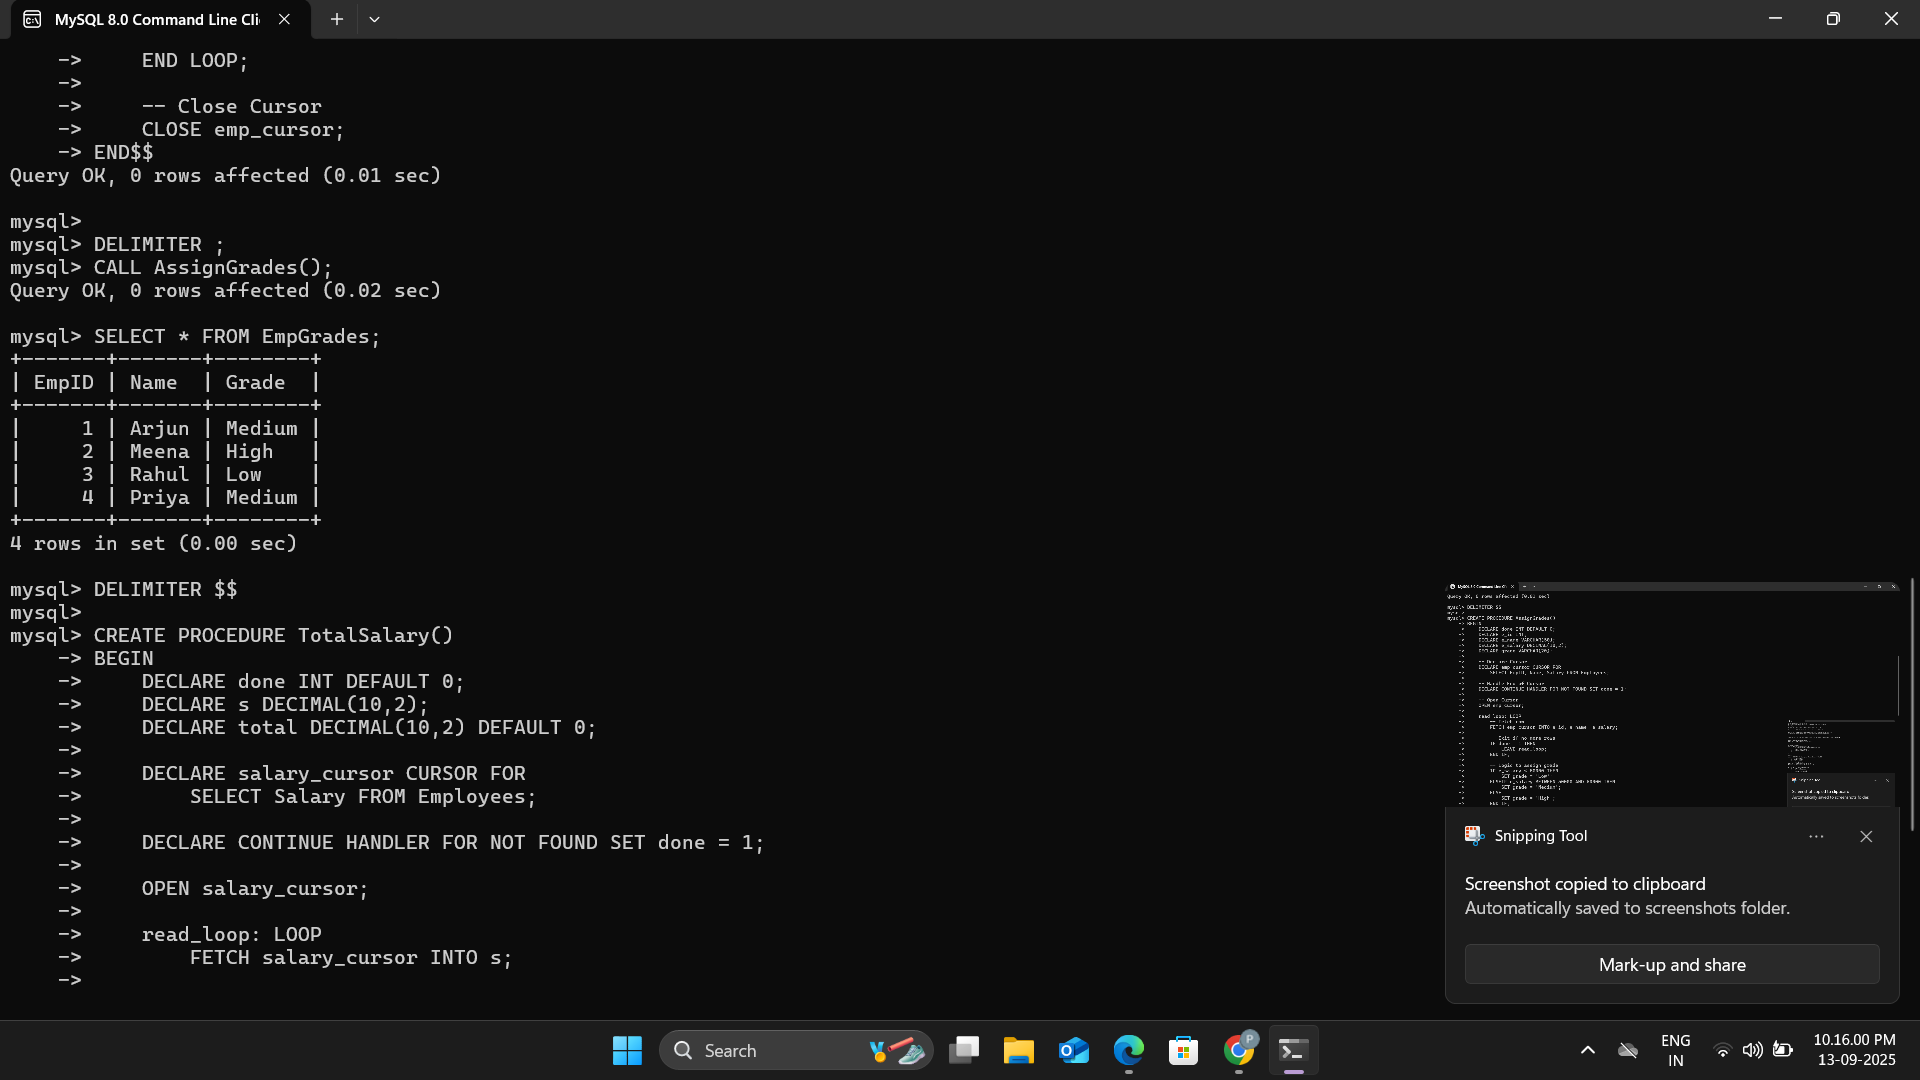 MySQL 8.0 Command Line Cli
    ->     END LOOP;
    ->
    ->     -- Close Cursor
    ->     CLOSE emp_cursor;
    -> END$$
Query OK, 0 rows affected (0.01 sec)
mysql>
mysql> DELIMITER ;
mysql> CALL AssignGrades();
Query OK, 0 rows affected (0.02 sec)
mysql> SELECT * FROM EmpGrades;
+-------+-------+--------+
| EmpID | Name  | Grade  |
+-------+-------+--------+
|     1 | Arjun | Medium |
|     2 | Meena | High   |
|     3 | Rahul | Low    |
|     4 | Priya | Medium |
+-------+-------+--------+
4 rows in set (0.00 sec)
mysql> DELIMITER $$
mysql>
mysql> CREATE PROCEDURE TotalSalary()
    -> BEGIN
    ->     DECLARE done INT DEFAULT 0;
    ->     DECLARE s DECIMAL(10,2);
    ->     DECLARE total DECIMAL(10,2) DEFAULT 0;
    ->
    ->     DECLARE salary_cursor CURSOR FOR
    ->         SELECT Salary FROM Employees;
    ->
    ->     DECLARE CONTINUE HANDLER FOR NOT FOUND SET done = 1;
    ->
    ->     OPEN salary_cursor;
    ->
    ->     read_loop: LOOP
    ->         FETCH salary_cursor INTO s;
    ->
Snipping Tool
Screenshot copied to clipboard
Automatically saved to screenshots folder.
Mark-up and share
Search
P
ENG
IN
10.16.00 PM
13-09-2025